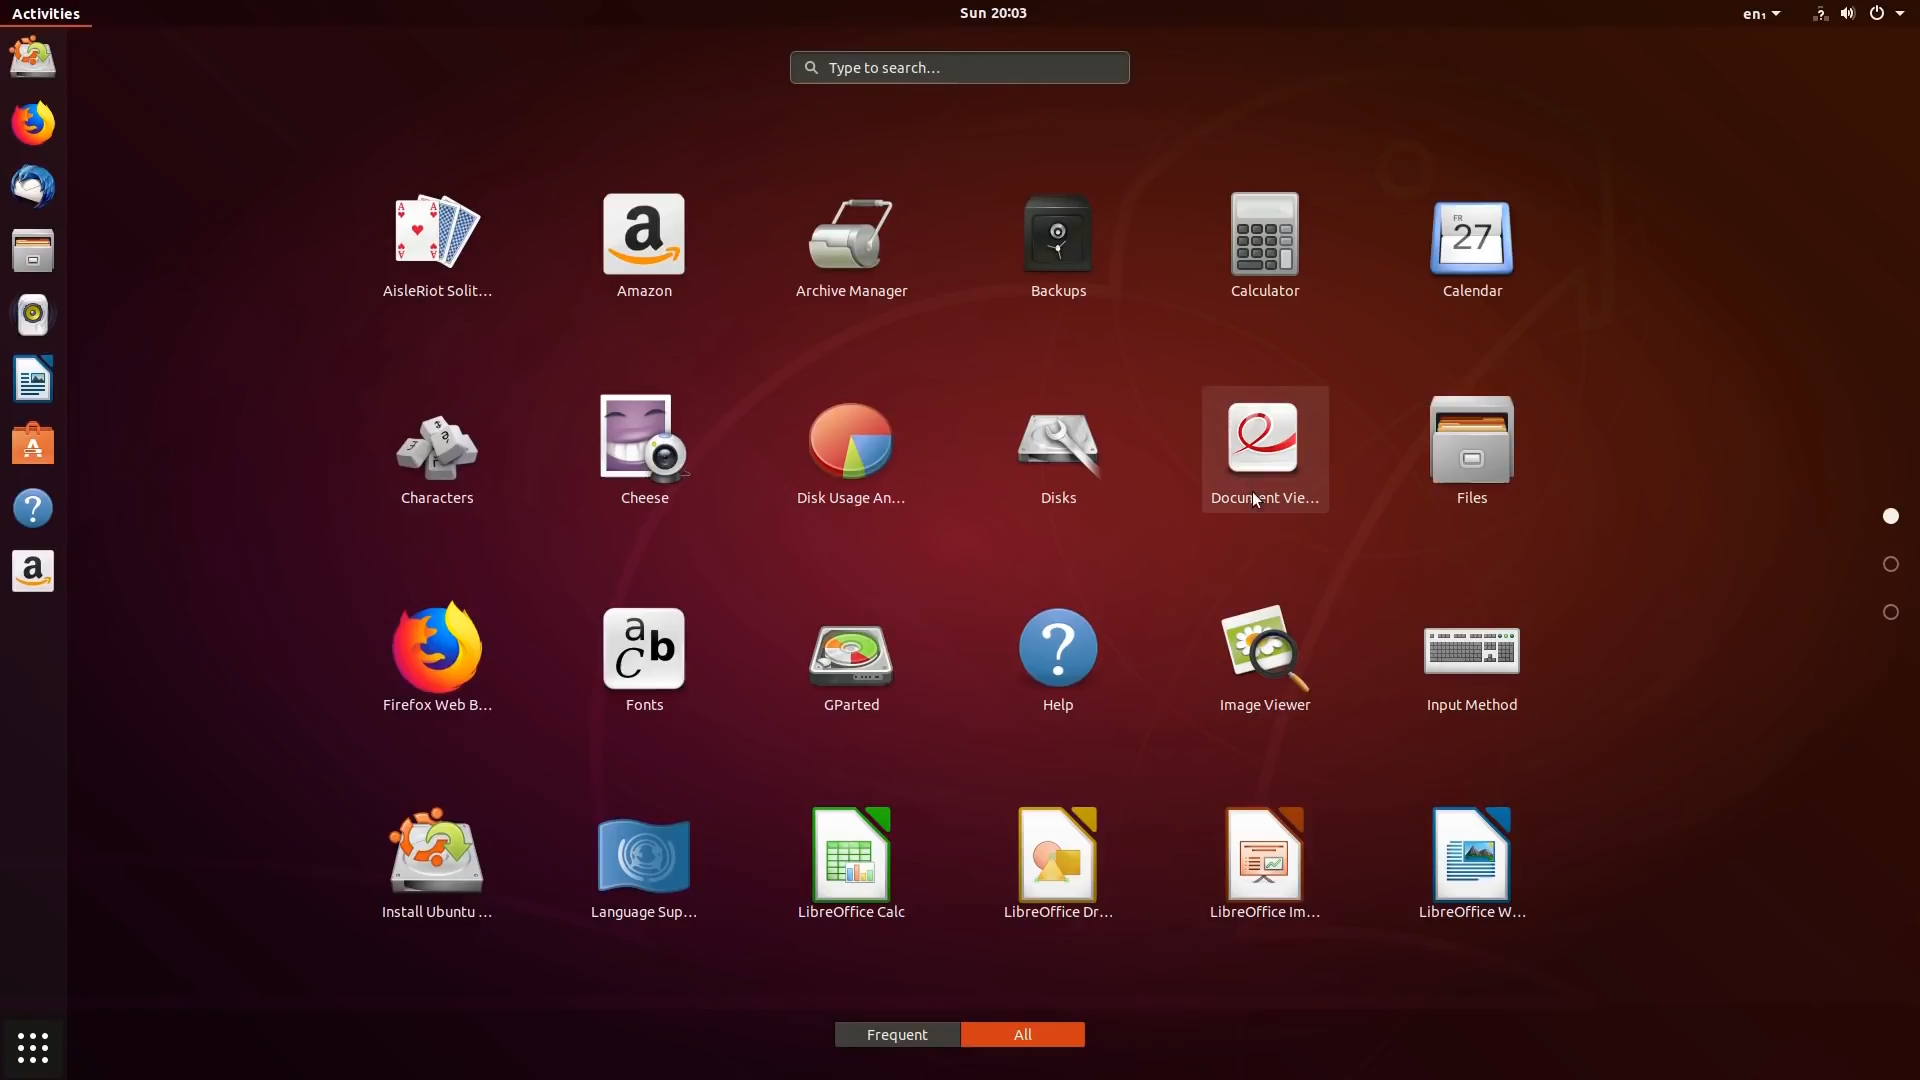 Activities
Sun 20:03
en₁
Type to search…
AisleRiot Solit…
Amazon
Archive Manager
Backups
Calculator
FR
27
Calendar
Characters
Cheese
Disk Usage An…
Disks
Document Vie…
Files
Firefox Web B…
Fonts
GParted
Help
Image Viewer
Input Method
Install Ubuntu …
Language Sup…
LibreOffice Calc
LibreOffice Dr…
LibreOffice Im…
LibreOffice W…
Frequent
All